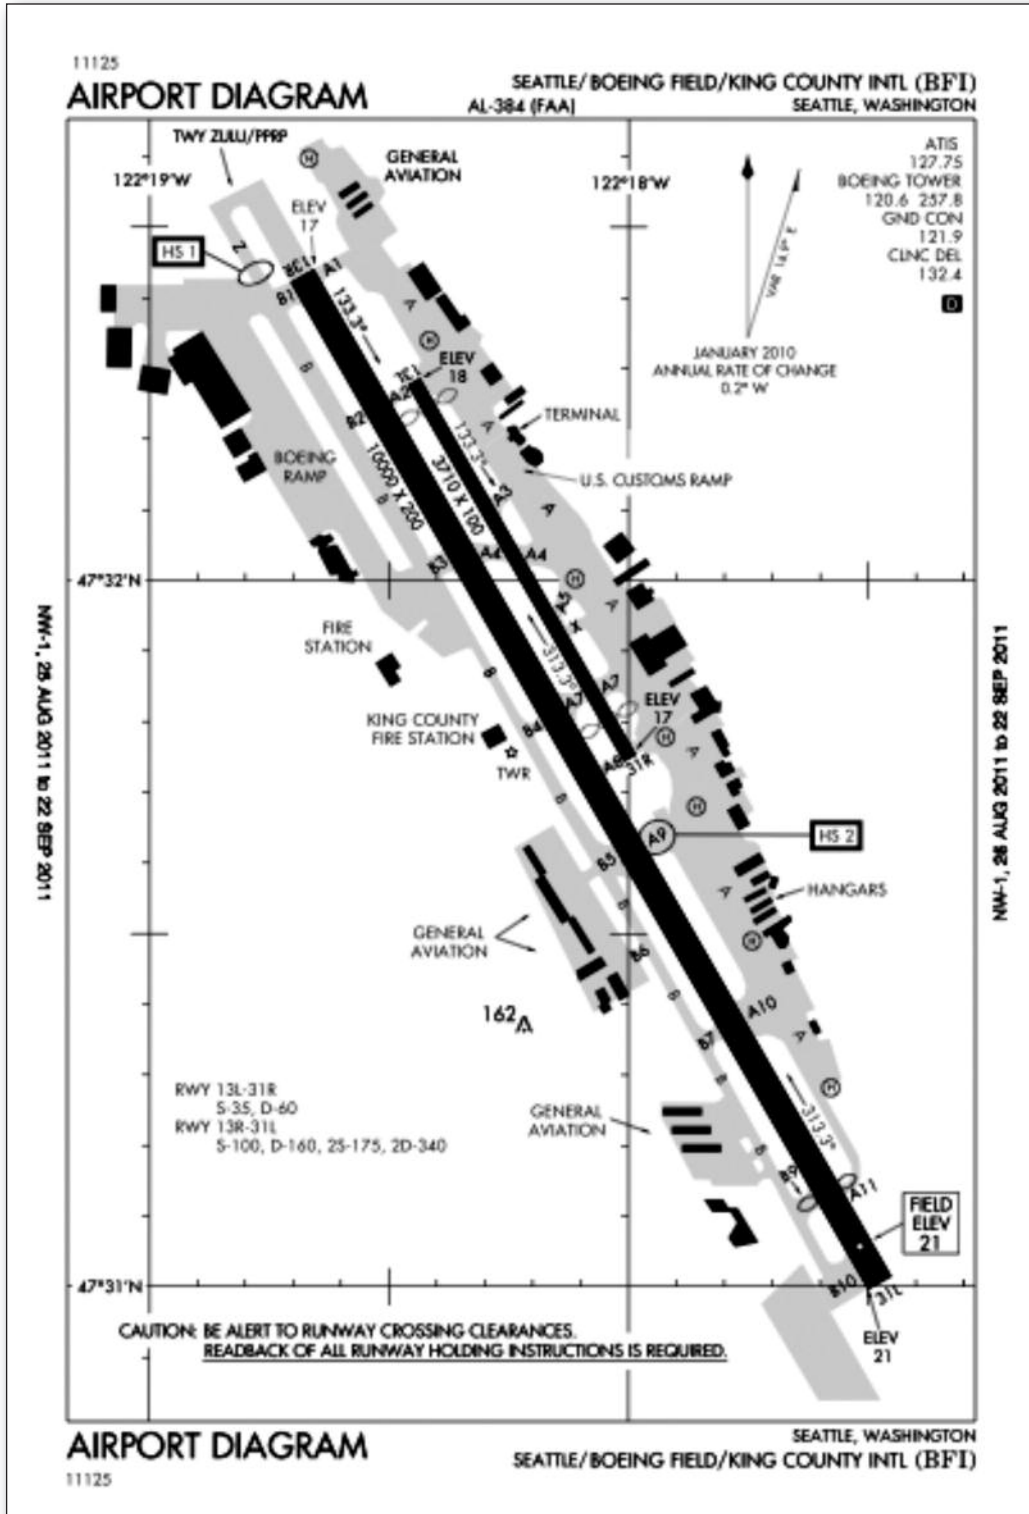 11125
AIRPORT DIAGRAM
AL-384 (FAA)
SEATTLE/BOEING FIELD/KING COUNTY INTL (BFI)
SEATTLE, WASHINGTON
TWY ZULU/PPRP
122°19'W
GENERAL
AVIATION
122°18'W
ATIS
127.75
BOEING TOWER
120.6 257.8
GND CON
121.9
CLNC DEL
132.4
D
VAR 14.9° E
JANUARY 2010
ANNUAL RATE OF CHANGE
0.2° W
ELEV
17
HS 1
Z
H
13R
A1
B1
133.3°
A
H
B
13L
ELEV
18
A2
B2
A
TERMINAL
133.3°
BOEING
RAMP
10000 X 200
3710 X 100
B
A3
U.S. CUSTOMS RAMP
A
A4
A4
B3
47°32'N
H
A5
A
FIRE
STATION
313.3°
B
A7
A7
ELEV
17
B4
KING COUNTY
FIRE STATION
TWR
H
A
A8
31R
B
H
A9
HS 2
B5
A
HANGARS
B
GENERAL
AVIATION
B6
H
B
162
A10
B7
A
B
H
RWY 13L-31R
S-35, D-60
RWY 13R-31L
S-100, D-160, 2S-175, 2D-340
GENERAL
AVIATION
313.3°
B
B9
A11
FIELD
ELEV
21
47°31'N
B10
31L
ELEV
21
CAUTION: BE ALERT TO RUNWAY CROSSING CLEARANCES.
READBACK OF ALL RUNWAY HOLDING INSTRUCTIONS IS REQUIRED.
NW-1, 25 AUG 2011 to 22 SEP 2011
NW-1, 25 AUG 2011 to 22 SEP 2011
AIRPORT DIAGRAM
11125
SEATTLE, WASHINGTON
SEATTLE/BOEING FIELD/KING COUNTY INTL (BFI)